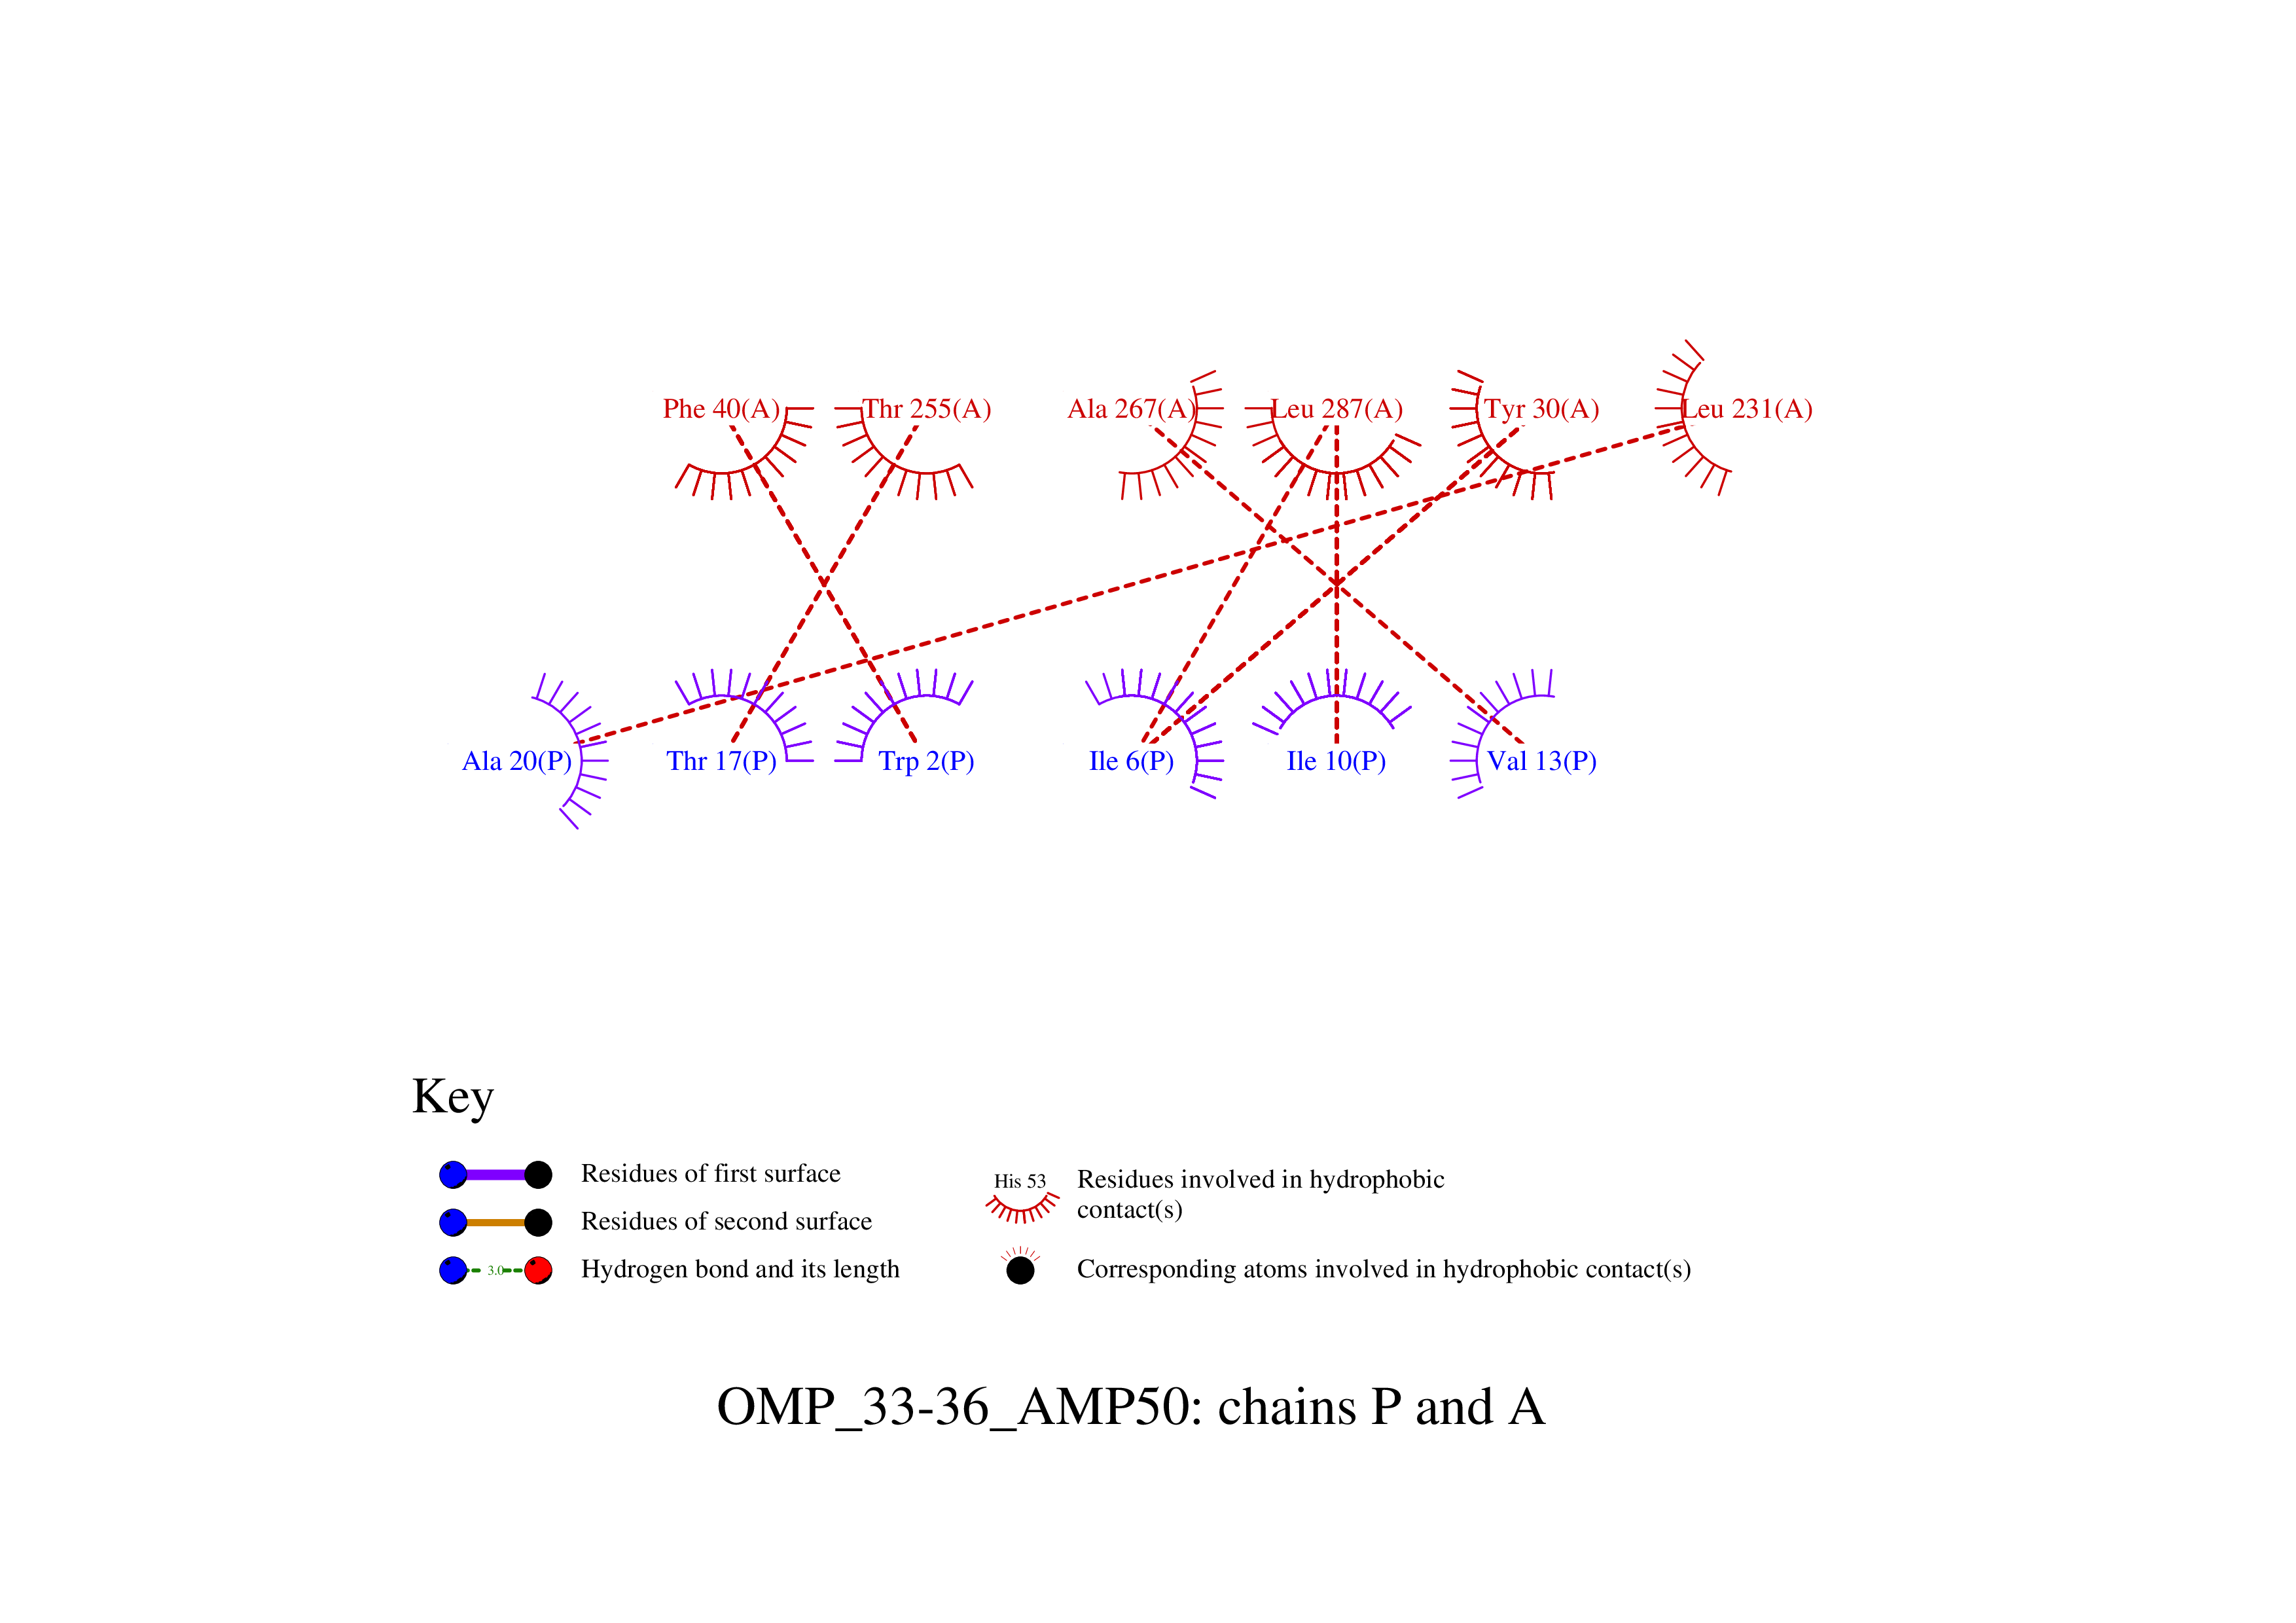 Phe 40(A) Thr 255(A) Ala 267(A) Leu 287(A) Tyr 30(A) Leu 231(A)
Ala 20(P) Thr 17(P) Trp 2(P) Ile 6(P) Ile 10(P) Val 13(P)
Key
Residues of first surface
Residues of second surface
3.0 Hydrogen bond and its length
His 53 Residues involved in hydrophobic
contact(s)
Corresponding atoms involved in hydrophobic contact(s)
OMP_33-36_AMP50: chains P and A